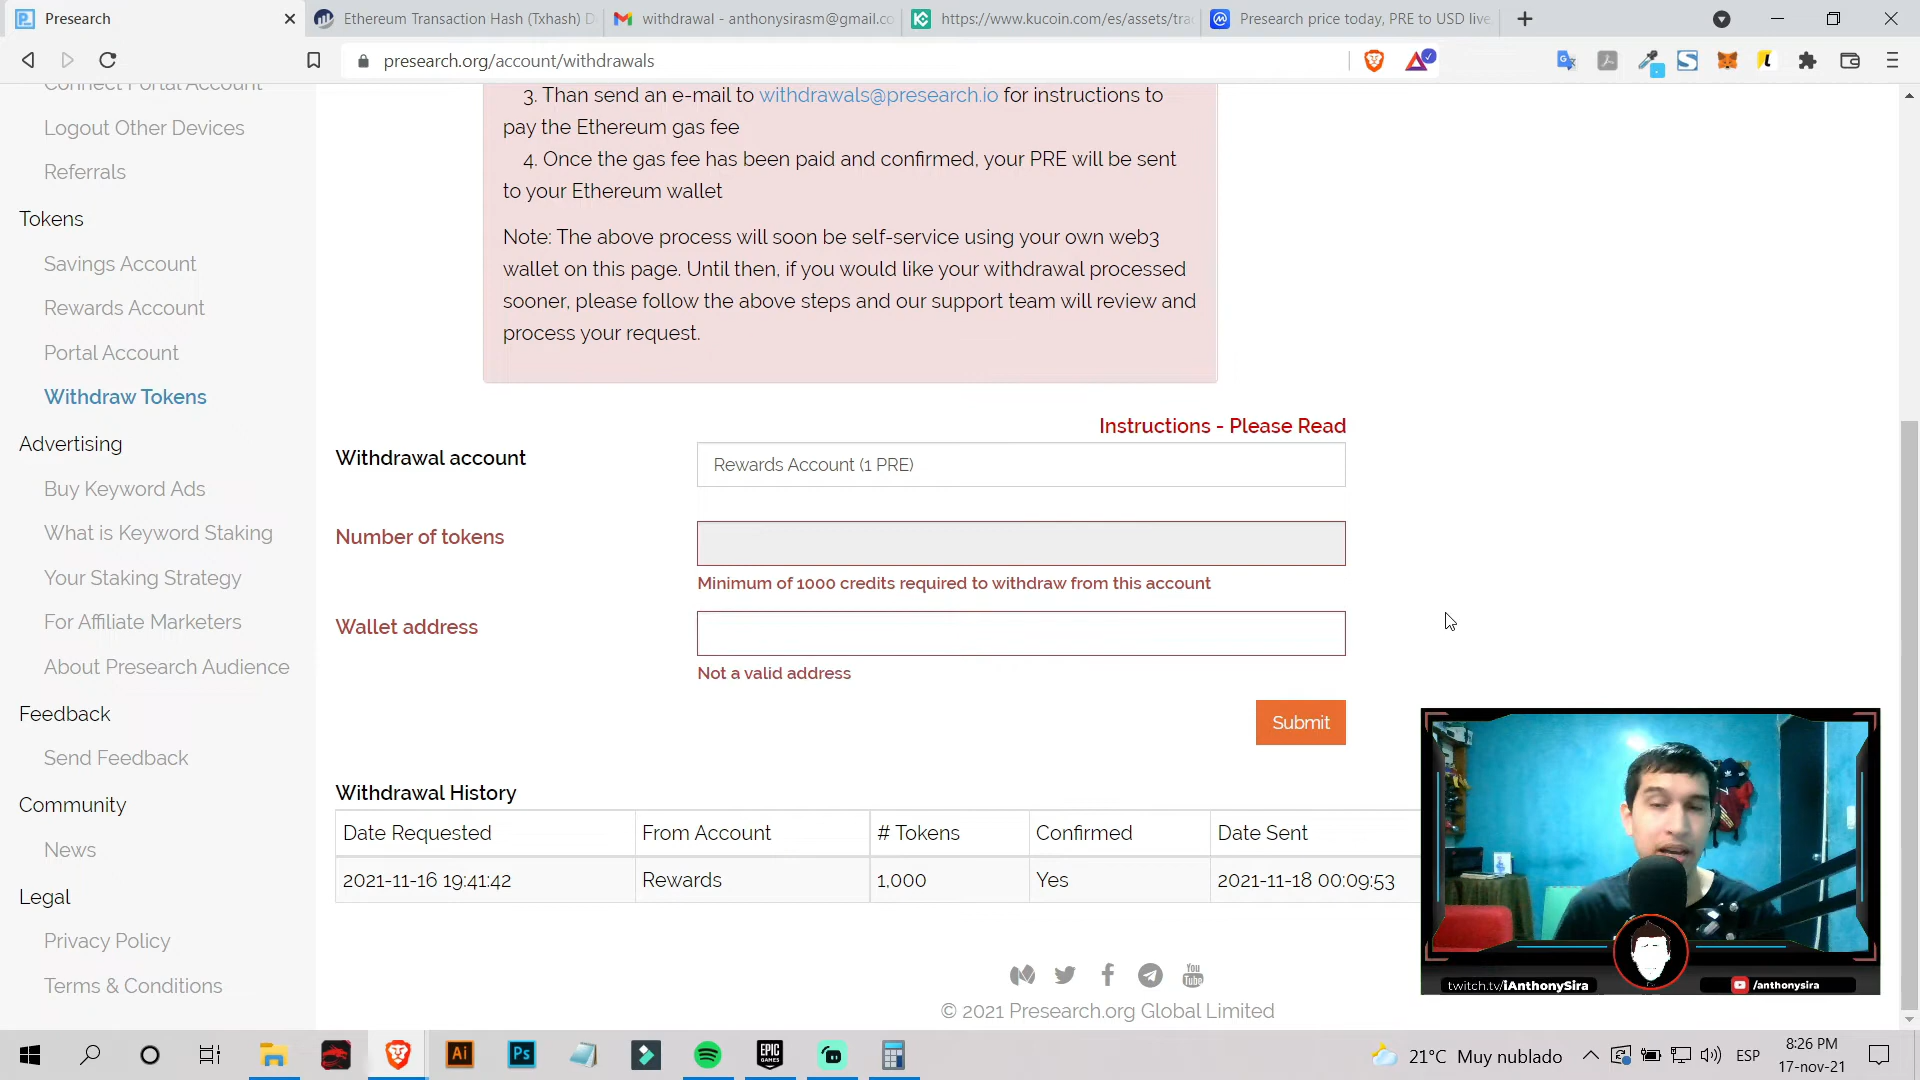 Presearch
Ethereum Transaction Hash (Txhash) D
withdrawal - anthonysirasm@gmail.co
https://www.kucoin.com/es/assets/tra
Presearch price today, PRE to USD live,
presearch.org/account/withdrawals
Connect Portal Account
Logout Other Devices
Referrals
Tokens
Savings Account
Rewards Account
Portal Account
Withdraw Tokens
Advertising
Buy Keyword Ads
What is Keyword Staking
Your Staking Strategy
For Affiliate Marketers
About Presearch Audience
Feedback
Send Feedback
Community
News
Legal
Privacy Policy
Terms & Conditions
3. Than send an e-mail to withdrawals@presearch.io for instructions to
pay the Ethereum gas fee
4. Once the gas fee has been paid and confirmed, your PRE will be sent
to your Ethereum wallet
Note: The above process will soon be self-service using your own web3
wallet on this page. Until then, if you would like your withdrawal processed
sooner, please follow the above steps and our support team will review and
process your request.
Instructions - Please Read
Withdrawal account
Rewards Account (1 PRE)
Number of tokens
Minimum of 1000 credits required to withdraw from this account
Wallet address
Not a valid address
Submit
Withdrawal History
Date Requested From Account # Tokens Confirmed Date Sent
2021-11-16 19:41:42 Rewards 1,000 Yes 2021-11-18 00:09:53
You Tube
© 2021 Presearch.org Global Limited
twitch.tv/iAnthonySira
/anthonysira
Ai
Ps
EPIC GAMES
21°C Muy nublado
ESP
8:26 PM
17-nov-21